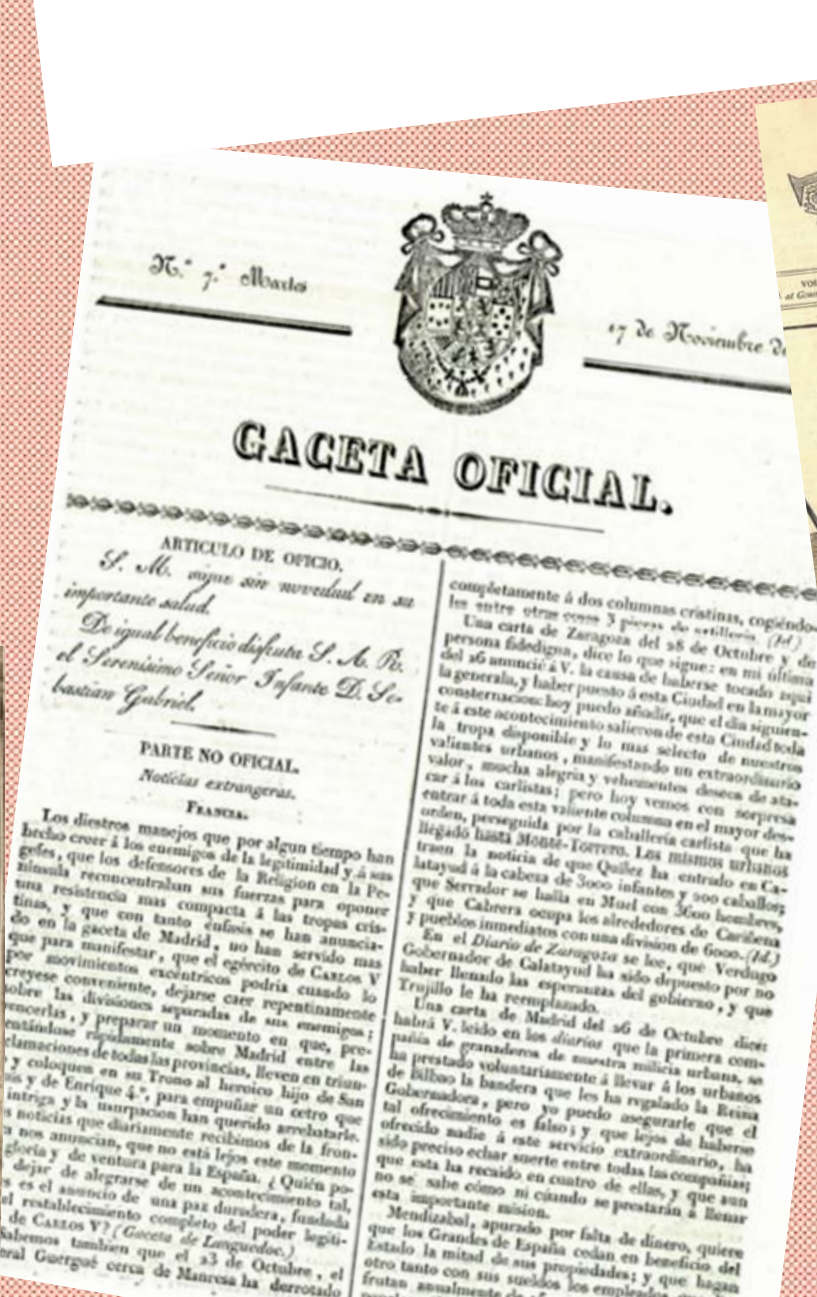 N.º 7.º Martes
17 de Noviembre de
GACETA OFICIAL.
ARTICULO DE OFICIO.
S. M. sigue sin novedad en su
importante salud.
De igual beneficio disfruta S. A. R.
el Serenísimo Señor Infante D. Se-
bastian Gabriel.
PARTE NO OFICIAL.
Noticias extrangeras.
FRANCIA.
Los diestros manejos que por algun tiempo han
hecho creer á los enemigos de la legitimidad y á sus
gefes, que los defensores de la Religion en la Pe-
nínsula reconcentraban sus fuerzas para oponer
una resistencia mas compacta á las tropas cris-
tinas, y que con tanto énfasis se han anuncia-
do en la gaceta de Madrid, no han servido mas
que para manifestar, que el egército de CARLOS V
por movimientos excéntricos podria cuando lo
creyese conveniente, dejarse caer repentinamente
sobre las divisiones separadas de sus enemigos;
vencerlas, y preparar un momento en que, pre-
entándose rápidamente sobre Madrid entre las
clamaciones de todas las provincias, lleven en triun-
y coloquen en su Trono al heroico hijo de San
is y de Enrique 4.º, para empuñar un cetro que
ntriga y la usurpacion han querido arrebatarle.
s noticias que diariamente recibimos de la fron-
a nos anuncian, que no está lejos este momento
gloria y de ventura para la España. ¿Quién po-
dejar de alegrarse de un acontecimiento tal,
e es el anuncio de una paz duradera, fundada
el restablecimiento completo del poder legíti-
de CARLOS V? (Gaceta de Languedoc.)
Sabemos tambien que el 23 de Octubre, el
eral Guergué cerca de Manresa ha derrotado
completamente á dos columnas cristinas, cogiéndo-
les entre otras cosas 3 piezas de artillería. (Id.)
Una carta de Zaragoza del 28 de Octubre y de
persona fidedigna, dice lo que sigue: en mi última
del 26 anuncié á V. la causa de haberse tocado aqui
la generala, y haber puesto á esta Ciudad en la mayor
consternacion: hoy puedo añadir, que el dia siguien-
te á este acontecimiento salieron de esta Ciudad toda
la tropa disponible y lo mas selecto de nuestros
valientes urbanos, manifestando un extraordinario
valor, mucha alegría y vehementes deseos de ata-
car á los carlistas; pero hoy vemos con sorpresa
entrar á toda esta valiente columna en el mayor des-
orden, perseguida por la caballería carlista que ha
llegado hasta Monte-Torrero. Los mismos urbanos
traen la noticia de que Quilez ha entrado en Ca-
latayud á la cabeza de 3000 infantes y 200 caballos;
que Serrador se halla en Muel con 3600 hombres,
y que Cabrera ocupa los alrededores de Cariñena
y pueblos inmediatos con una division de 6000. (Id.)
En el Diario de Zaragoza se lee, que Verdugo
Gobernador de Calatayud ha sido depuesto por no
haber llenado las esperanzas del gobierno, y que
Trujillo le ha reemplazado.
Una carta de Madrid del 26 de Octubre dice:
habrá V. leido en los diarios que la primera com-
pañía de granaderos de nuestra milicia urbana, se
ha prestado voluntariamente á llevar á los urbanos
de Bilbao la bandera que les ha regalado la Reina
Gobernadora, pero yo puedo asegurarle que el
tal ofrecimiento es falso; y que lejos de haberse
ofrecido nadie á este servicio extraordinario, ha
sido preciso echar suerte entre todas las compañías;
que esta ha recaido en cuatro de ellas, y que aun
no se sabe cómo ni cúando se prestarán á llenar
esta importante mision.
Mendizabal, apurado por falta de dinero, quiere
que los Grandes de España cedan en beneficio del
Estado la mitad de sus propiedades; y que hagan
otro tanto con sus sueldos los empleados
frutan anualmente de
VO
at Gou